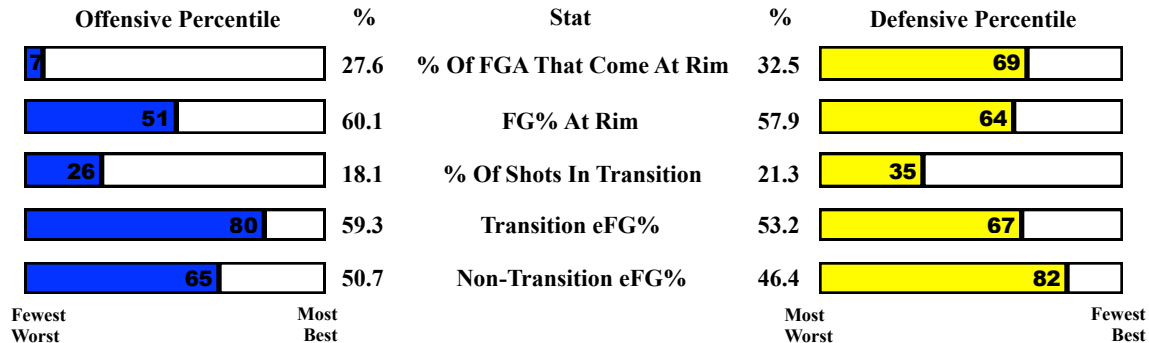 Offensive Percentile % Stat % Defensive Percentile
7 27.6 % Of FGA That Come At Rim 32.5 69
51 60.1 FG% At Rim 57.9 64
26 18.1 % Of Shots In Transition 21.3 35
80 59.3 Transition eFG% 53.2 67
65 50.7 Non-Transition eFG% 46.4 82
Fewest Most Most Fewest
Worst Best Worst Best